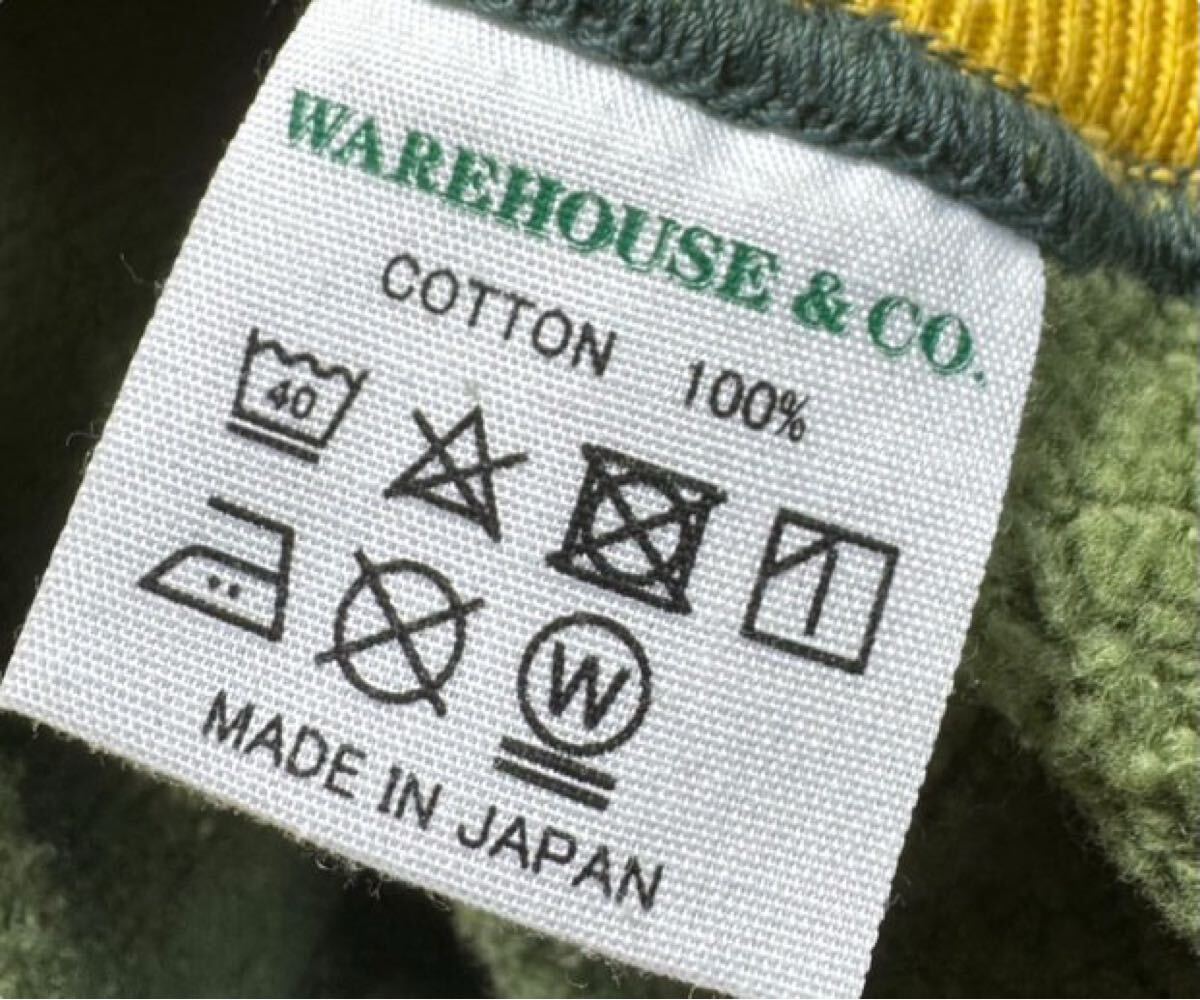 WAREHOUSE & CO.
COTTON 100%
40
W
MADE IN JAPAN